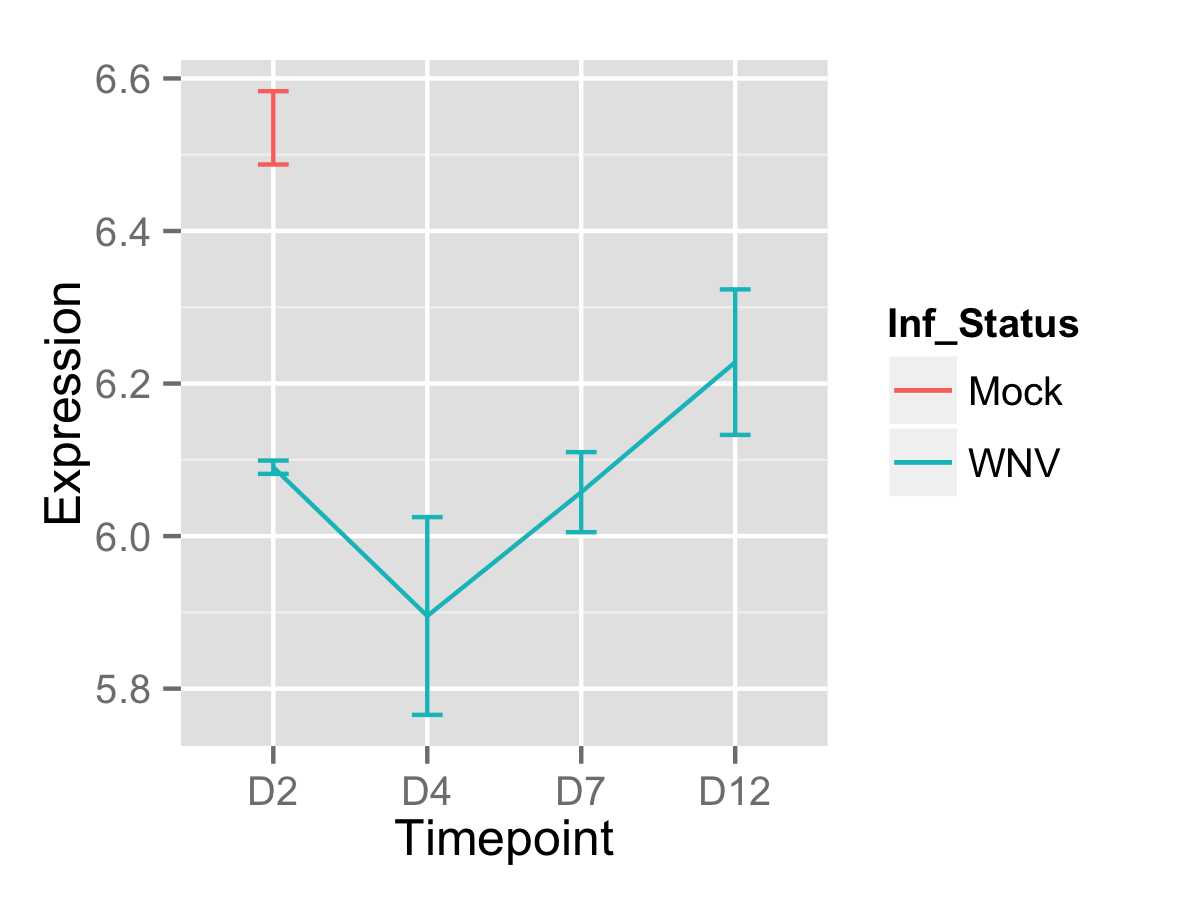 6.6
6.4
6.2
6.0
5.8
Expression
D2 D4 D7 D12
Timepoint
Inf_Status
Mock
WNV